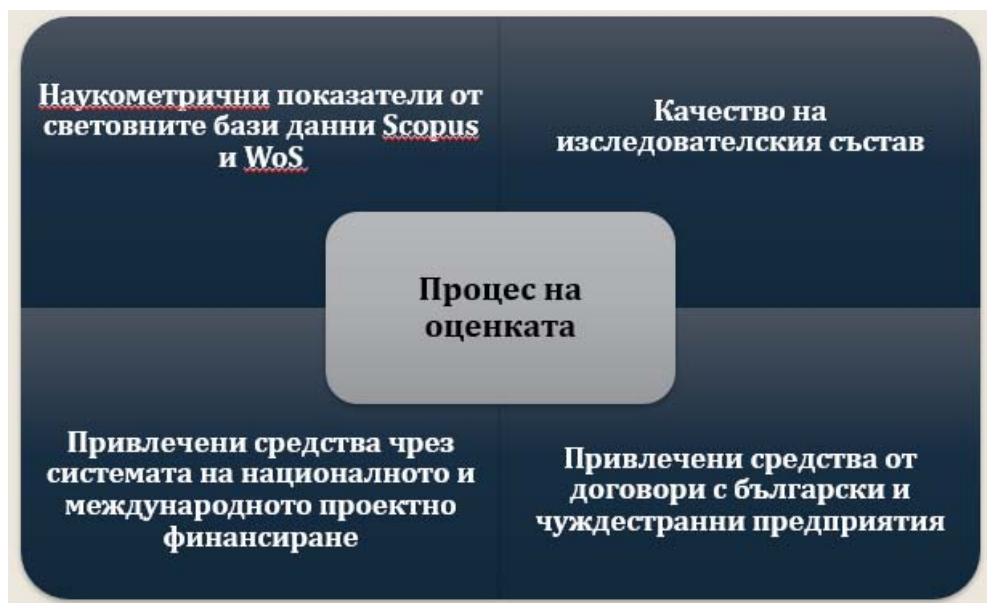 Наукометрични показатели от
световните бази данни Scopus
и WoS
Качество на
изследователския състав
Процес на
оценката
Привлечени средства чрез
системата на националното и
международното проектно
финансиране
Привлечени средства от
договори с български и
чуждестранни предприятия